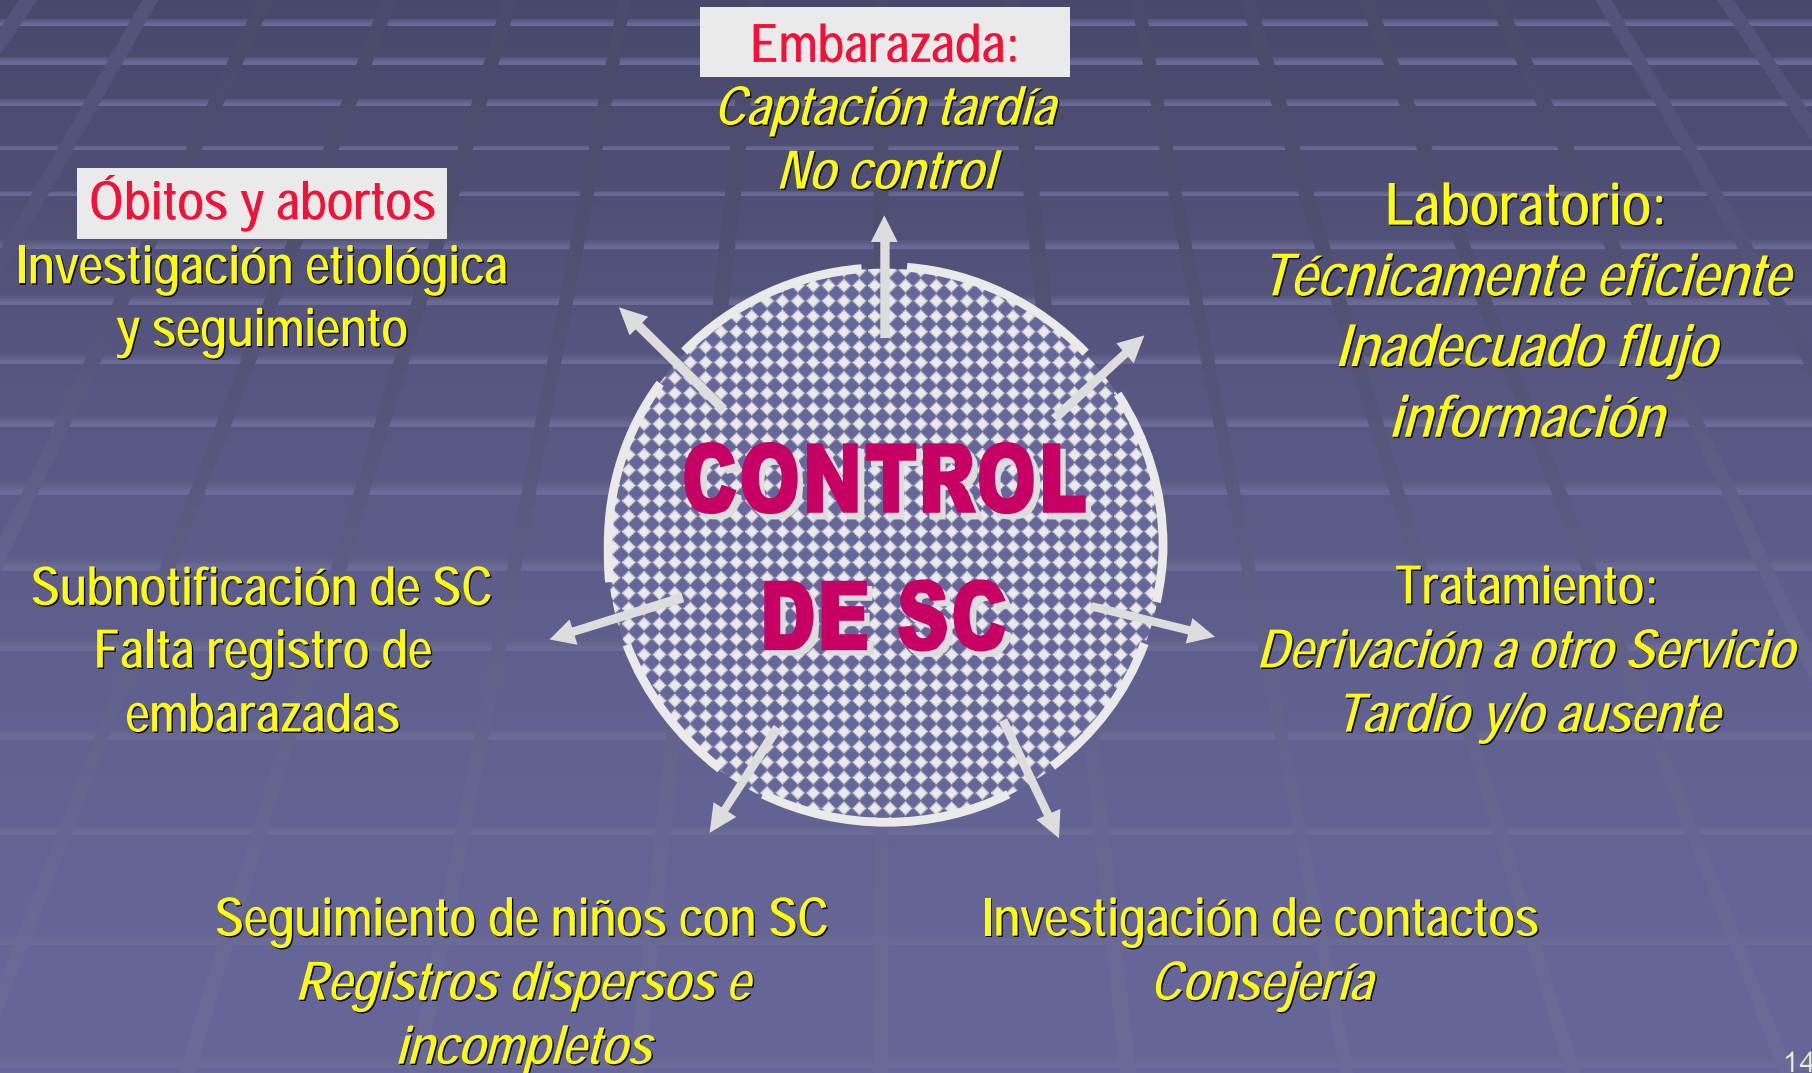 Embarazada:
Captación tardía
No control
Óbitos y abortos
Investigación etiológica
y seguimiento
Laboratorio:
Técnicamente eficiente
Inadecuado flujo
información
CONTROL
DE SC
Subnotificación de SC
Falta registro de
embarazadas
Tratamiento:
Derivación a otro Servicio
Tardío y/o ausente
Seguimiento de niños con SC
Registros dispersos e
incompletos
Investigación de contactos
Consejería
14